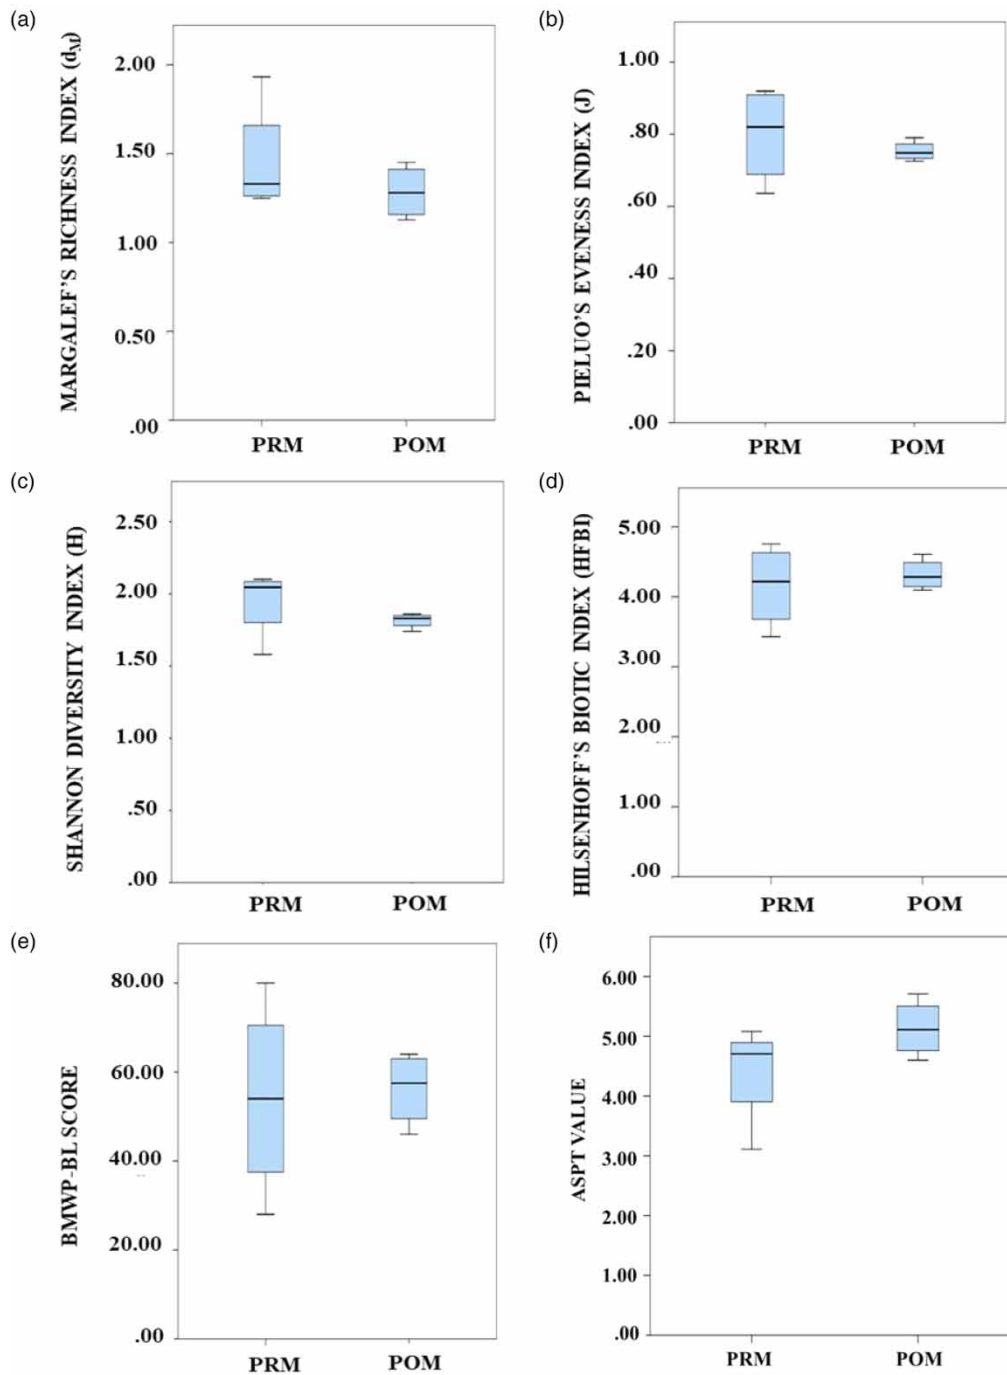 (a)
MARGALEF'S RICHNESS INDEX (dM)
2.00
1.50
1.00
0.50
.00
PRM POM
(b)
PIELUO'S EVENESS INDEX (J)
1.00
.80
.60
.40
.20
.00
PRM POM
(c)
SHANNON DIVERSITY INDEX (H)
2.50
2.00
1.50
1.00
.50
.00
PRM POM
(d)
HILSENHOFF'S BIOTIC INDEX (HFBI)
5.00
4.00
3.00
2.00
1.00
.00
PRM POM
(e)
BMWP-BL SCORE
80.00
60.00
40.00
20.00
.00
PRM POM
(f)
ASPT VALUE
6.00
5.00
4.00
3.00
2.00
1.00
.00
PRM POM